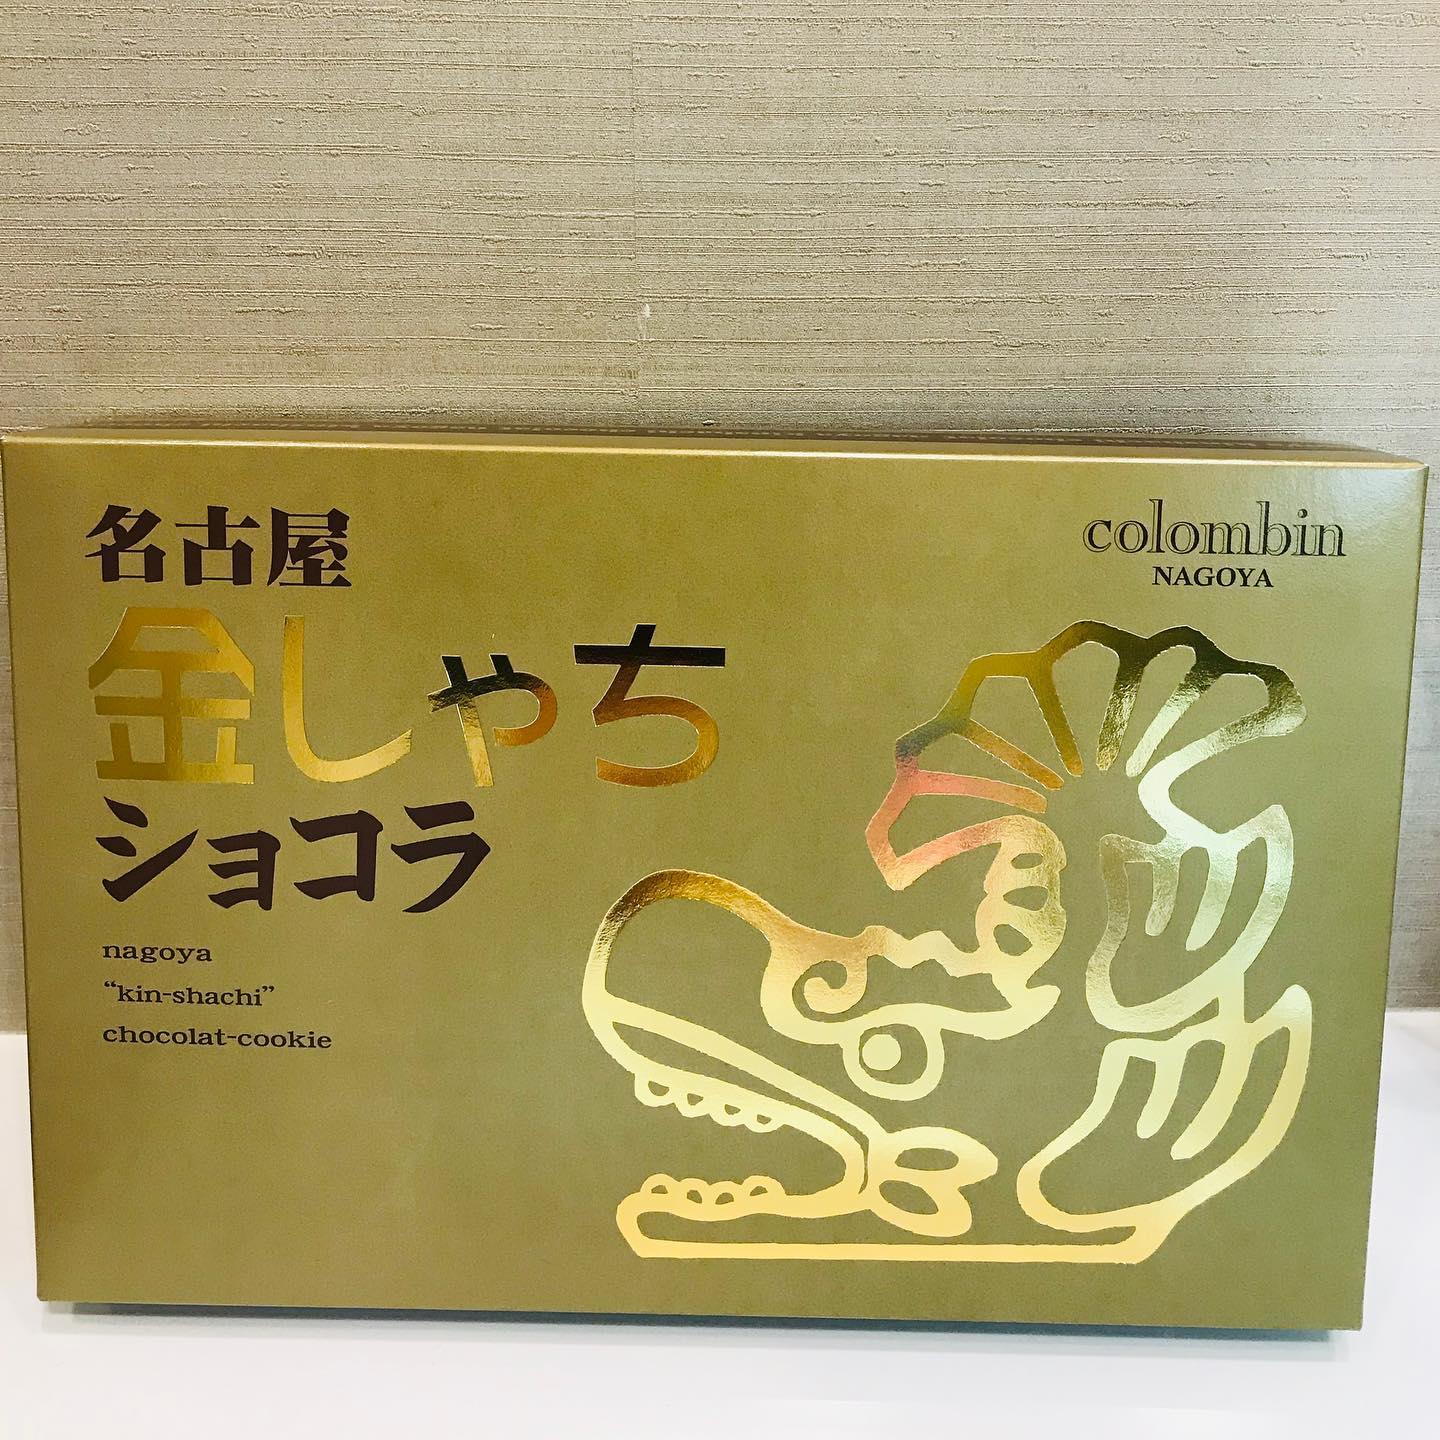 名古屋
金しゃち
ショコラ
nagoya
“kin-shachi”
chocolat-cookie
colombin
NAGOYA